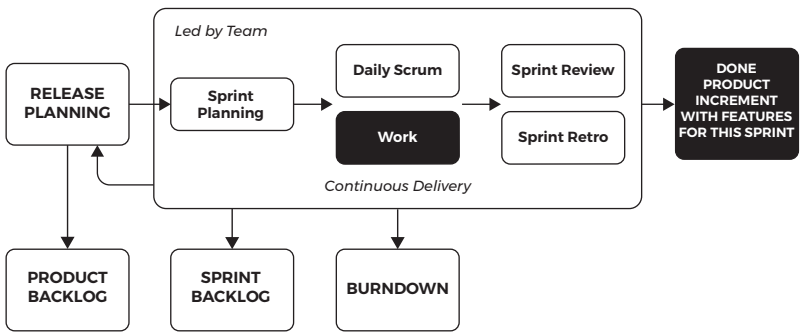 Led by Team
RELEASE
PLANNING
Sprint
Planning
Daily Scrum
Work
Sprint Review
Sprint Retro
DONE
PRODUCT
INCREMENT
WITH FEATURES
FOR THIS SPRINT
Continuous Delivery
PRODUCT
BACKLOG
SPRINT
BACKLOG
BURNDOWN